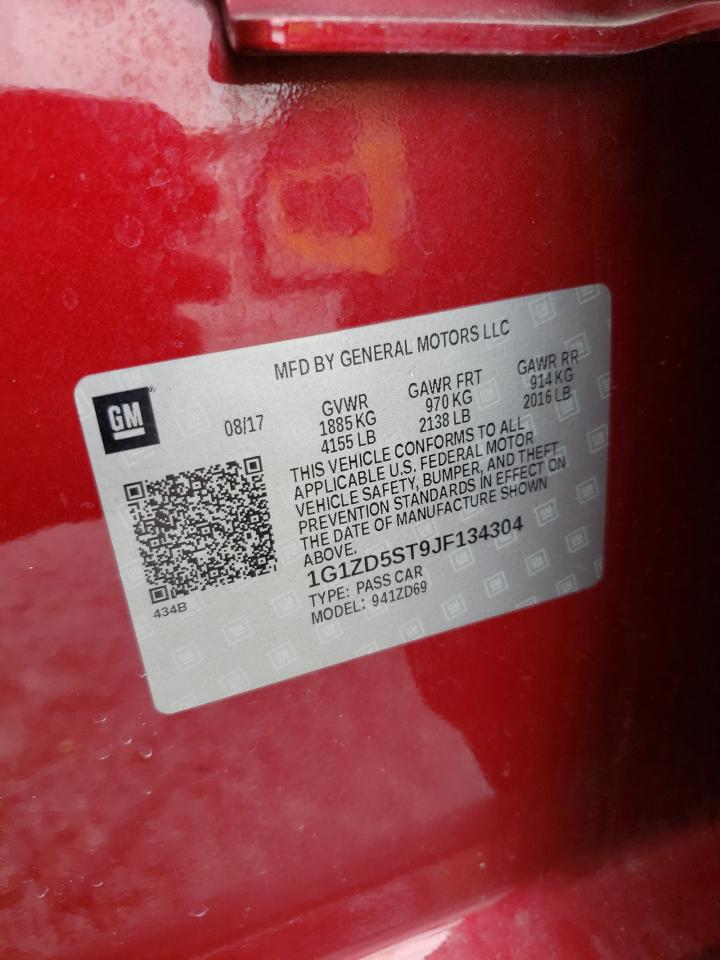 MFD BY GENERAL MOTORS LLC
GM
08/17
GVWR
1885 KG
4155 LB
GAWR FRT
970 KG
2138 LB
GAWR RR
914 KG
2016 LB
THIS VEHICLE CONFORMS TO ALL
APPLICABLE U.S. FEDERAL MOTOR
VEHICLE SAFETY, BUMPER, AND THEFT
PREVENTION STANDARDS IN EFFECT ON
THE DATE OF MANUFACTURE SHOWN
ABOVE.
1G1ZD5ST9JF134304
TYPE: PASS CAR
MODEL: 941ZD69
434B